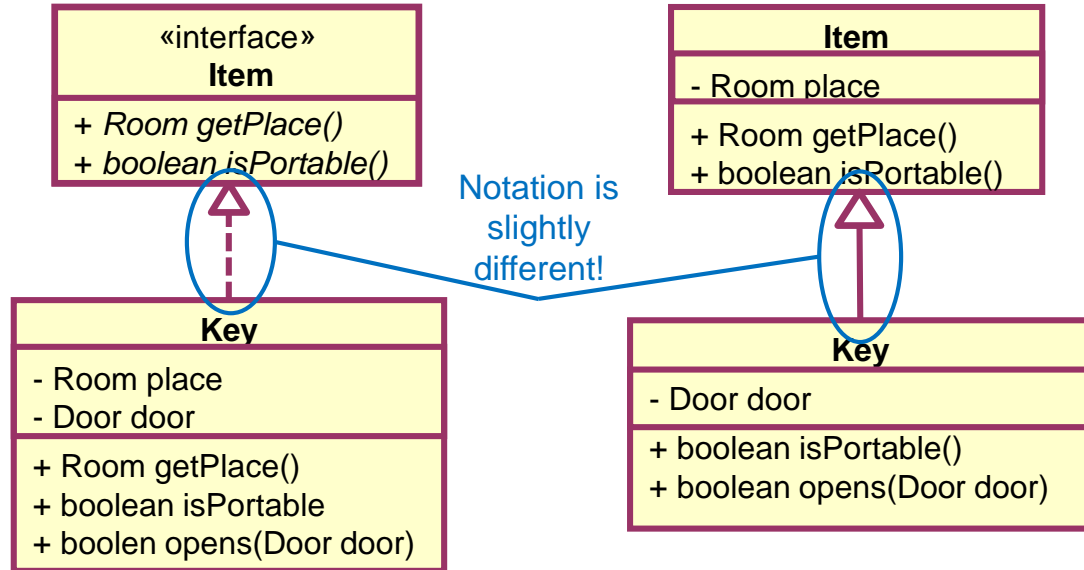 «interface»
Item
+ Room getPlace()
+ boolean isPortable()
Key
- Room place
- Door door
+ Room getPlace()
+ boolean isPortable
+ boolen opens(Door door)
Notation is
slightly
different!
Item
- Room place
+ Room getPlace()
+ boolean isPortable()
Key
- Door door
+ boolean isPortable()
+ boolean opens(Door door)